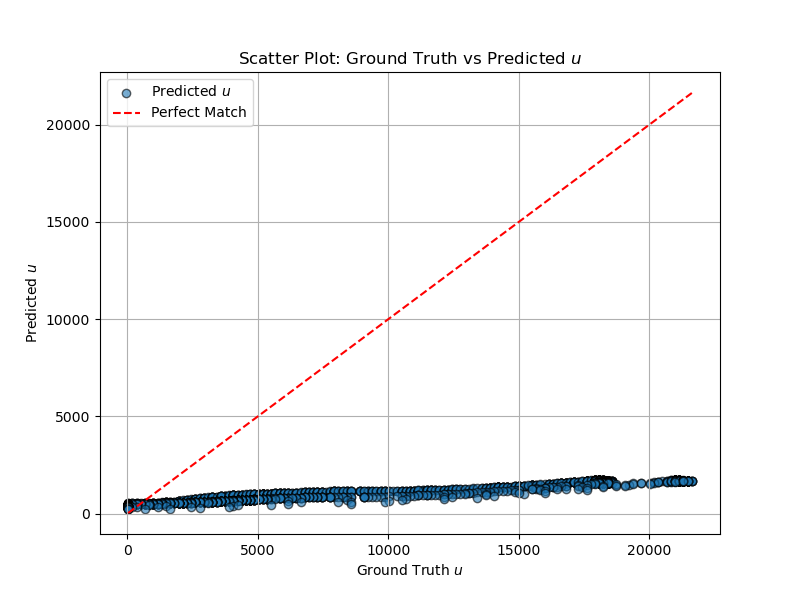 Scatter Plot: Ground Truth vs Predicted u
Predicted u
Perfect Match
20000
15000
10000
5000
0
Predicted u
0 5000 10000 15000 20000
Ground Truth u